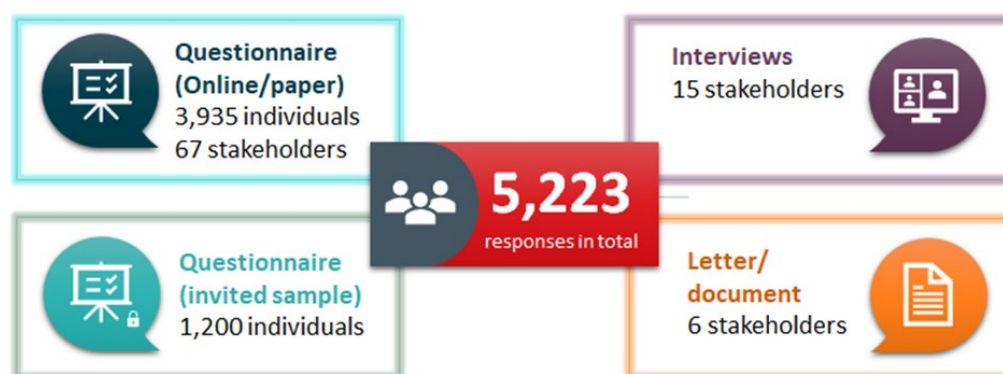 Questionnaire
(Online/paper)
3,935 individuals
67 stakeholders
Interviews
15 stakeholders
5,223
responses in total
Questionnaire
(invited sample)
1,200 individuals
Letter/
document
6 stakeholders